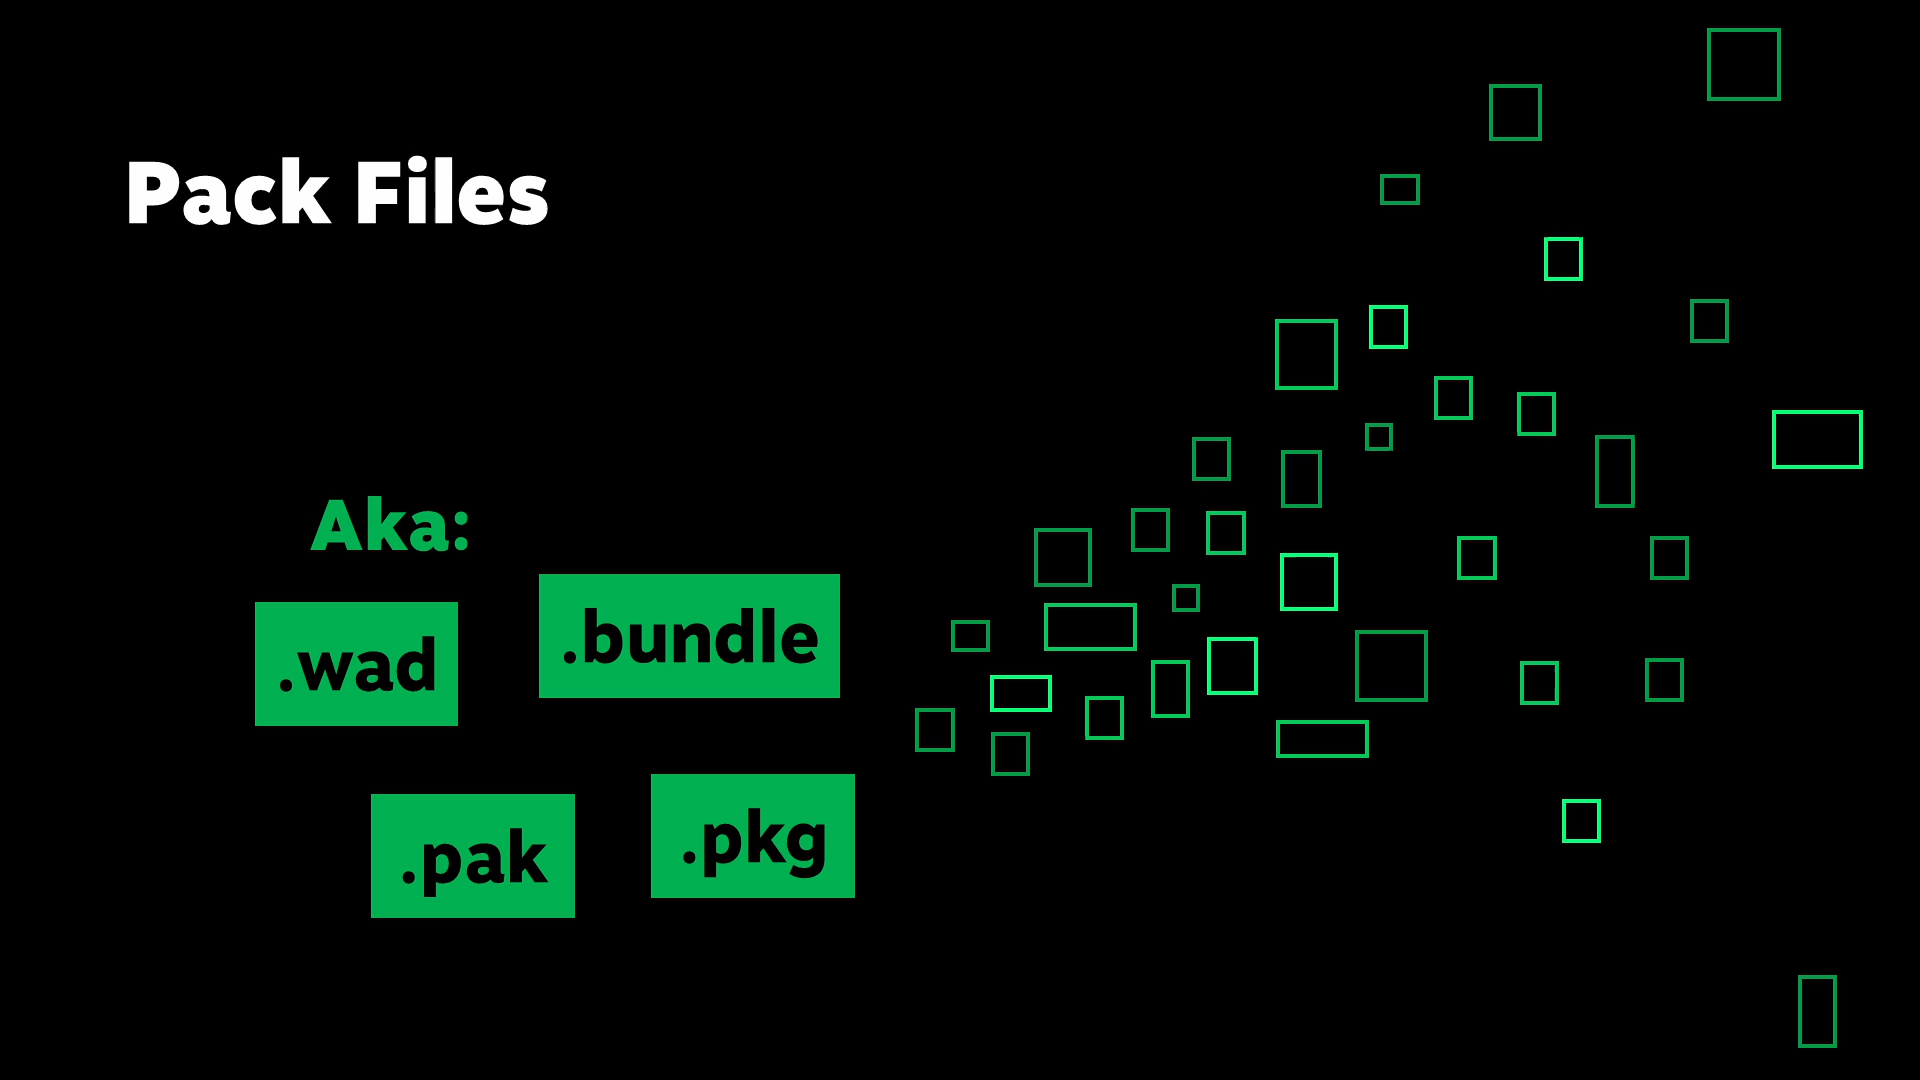 Pack Files
Aka:
.wad
.bundle
.pak
.pkg